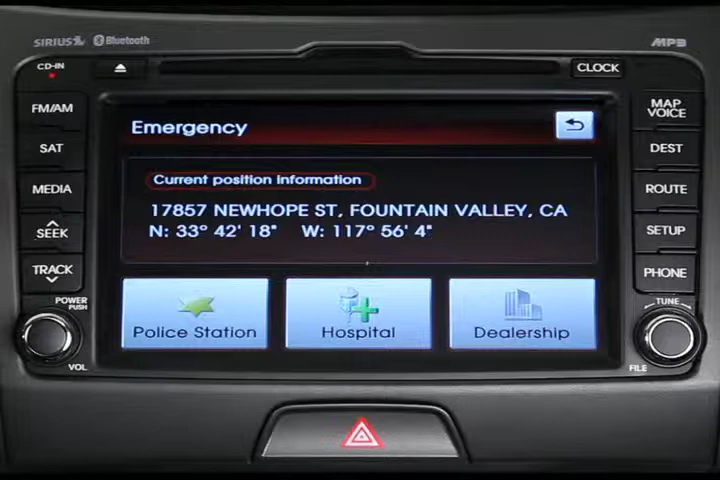 SIRIUS Bluetooth MP3
CD-IN CLOCK
FM/AM
SAT
MEDIA
SEEK
TRACK
POWER
PUSH
VOL
Emergency
Current position information
17857 NEWHOPE ST, FOUNTAIN VALLEY, CA
N: 33° 42' 18" W: 117° 56' 4"
Police Station Hospital Dealership
MAP
VOICE
DEST
ROUTE
SETUP
PHONE
TUNE
FILE